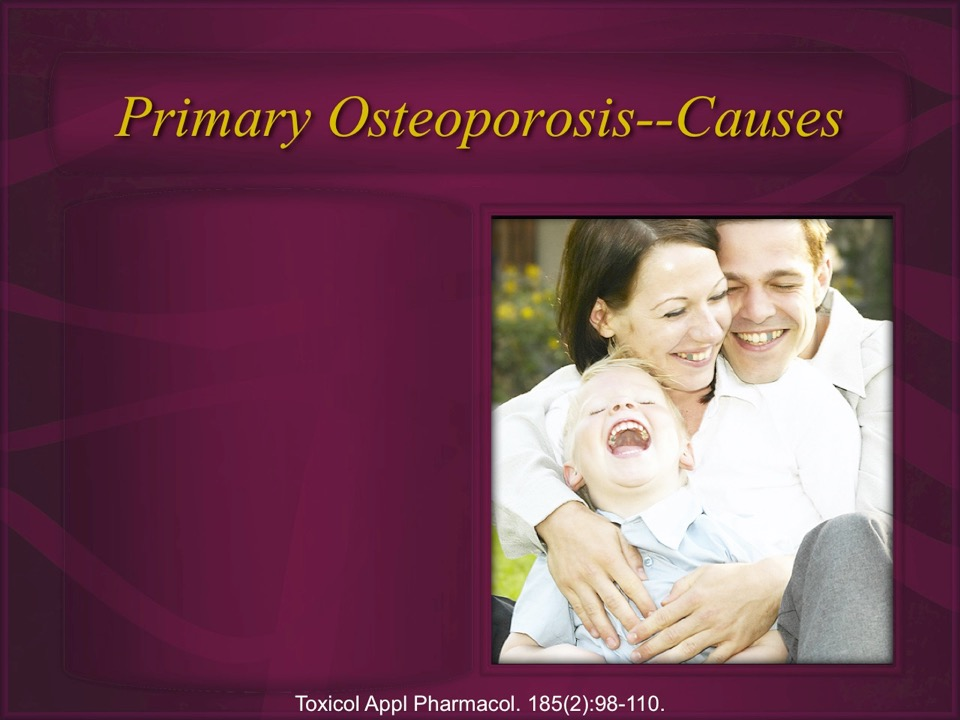 Primary Osteoporosis--Causes
Toxicol Appl Pharmacol. 185(2):98-110.